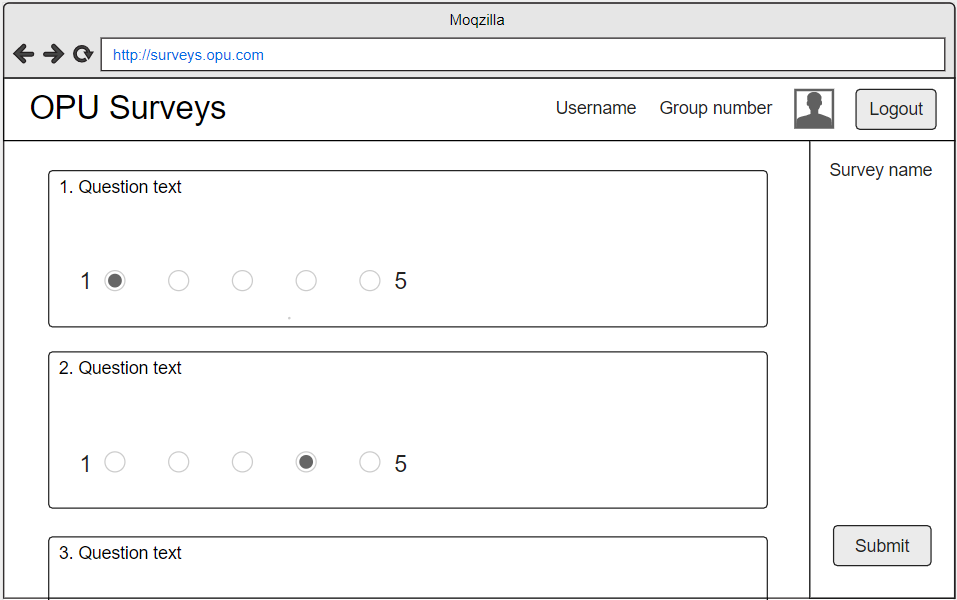 Moqzilla
http://surveys.opu.com
OPU Surveys
Username
Group number
Logout
Survey name
1. Question text
1
5
2. Question text
1
5
3. Question text
Submit